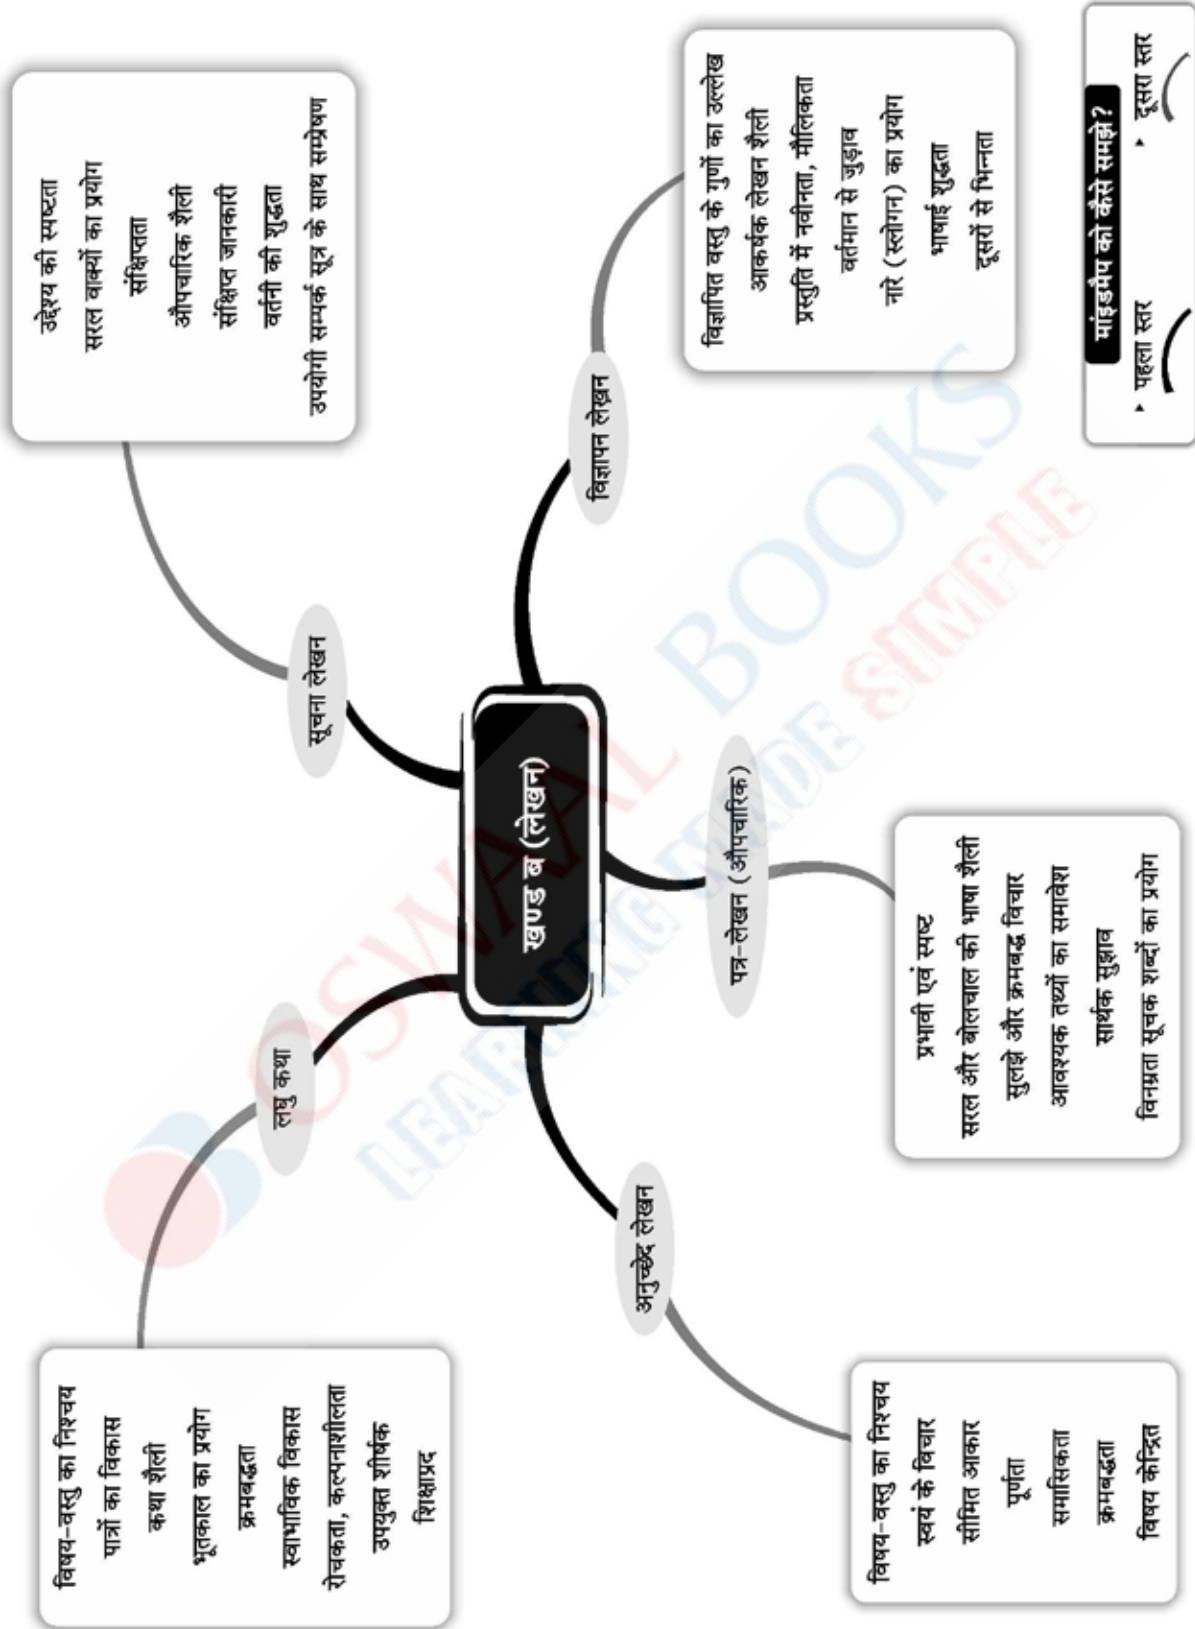 खण्ड ब (लेखन)
लघु कथा
विषय-वस्तु का निश्चय
पात्रों का विकास
कथा शैली
भूतकाल का प्रयोग
क्रमबद्धता
स्वाभाविक विकास
रोचकता, कल्पनाशीलता
उपयुक्त शीर्षक
शिक्षाप्रद
सूचना लेखन
उद्देश्य की स्पष्टता
सरल वाक्यों का प्रयोग
संक्षिप्तता
औपचारिक शैली
संक्षिप्त जानकारी
वर्तनी की शुद्धता
उपयोगी सम्पर्क सूत्र के साथ सम्प्रेषण
अनुच्छेद लेखन
विषय-वस्तु का निश्चय
स्वयं के विचार
सीमित आकार
पूर्णता
समासिकता
क्रमबद्धता
विषय केन्द्रित
पत्र-लेखन (औपचारिक)
प्रभावी एवं स्पष्ट
सरल और बोलचाल की भाषा शैली
सुलझे और क्रमबद्ध विचार
आवश्यक तथ्यों का समावेश
सार्थक सुझाव
विनम्रता सूचक शब्दों का प्रयोग
विज्ञापन लेखन
विज्ञापित वस्तु के गुणों का उल्लेख
आकर्षक लेखन शैली
प्रस्तुति में नवीनता, मौलिकता
वर्तमान से जुड़ाव
नारे (स्लोगन) का प्रयोग
भाषाई शुद्धता
दूसरों से भिन्नता
मांइडमैप को कैसे समझे?
पहला स्तर
दूसरा स्तर
OSWAAL BOOKS
LEARNING MADE SIMPLE